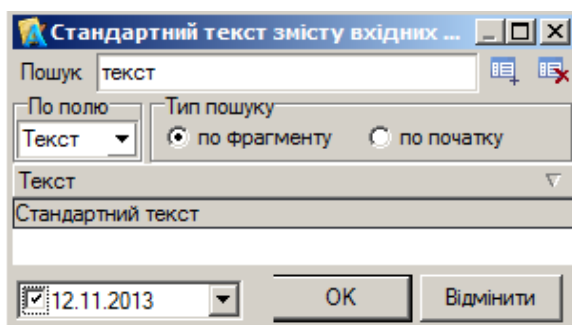 Стандартний текст змісту вхідних ...
Пошук текст
По полю Тип пошуку
Текст по фрагменту по початку
Текст
Стандартний текст
12.11.2013 OK Відмінити